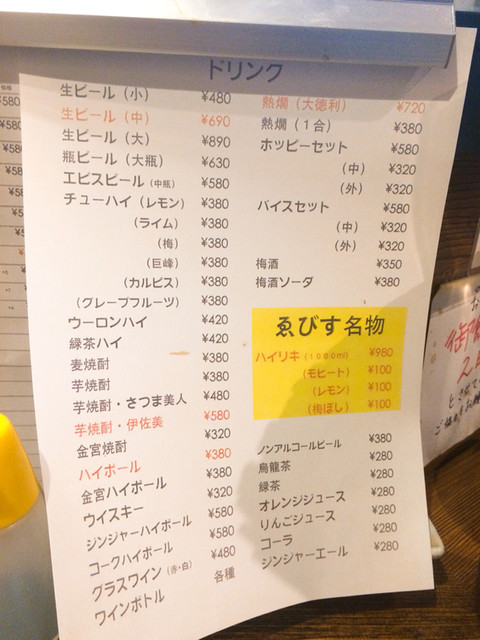 ドリンク
生ビール（小） ¥480
生ビール（中） ¥690
生ビール（大） ¥890
瓶ビール（大瓶） ¥630
エビスビール（中瓶） ¥580
チューハイ（レモン） ¥380
（ライム） ¥380
（梅） ¥380
（巨峰） ¥380
（カルピス） ¥380
（グレープフルーツ） ¥380
ウーロンハイ ¥420
緑茶ハイ ¥420
麦焼酎 ¥380
芋焼酎 ¥380
芋焼酎・さつま美人 ¥480
芋焼酎・伊佐美 ¥580
金宮焼酎 ¥320
ハイボール ¥380
金宮ハイボール ¥380
ウイスキー ¥320
ジンジャーハイボール ¥580
コークハイボール ¥580
グラスワイン（赤・白） ¥480
ワインボトル 各種
熱燗（大徳利） ¥720
熱燗（1合） ¥380
ホッピーセット ¥580
（中） ¥320
（外） ¥320
バイスセット ¥580
（中） ¥320
（外） ¥320
梅酒 ¥350
梅酒ソーダ ¥380
ゑびす名物
ハイリキ（1000ml） ¥980
（モヒート） ¥100
（レモン） ¥100
（梅ぼし） ¥100
ノンアルコールビール ¥380
烏龍茶 ¥280
緑茶 ¥280
オレンジジュース ¥280
りんごジュース ¥280
コーラ ¥280
ジンジャーエール ¥280
¥580
¥580
¥580
¥580